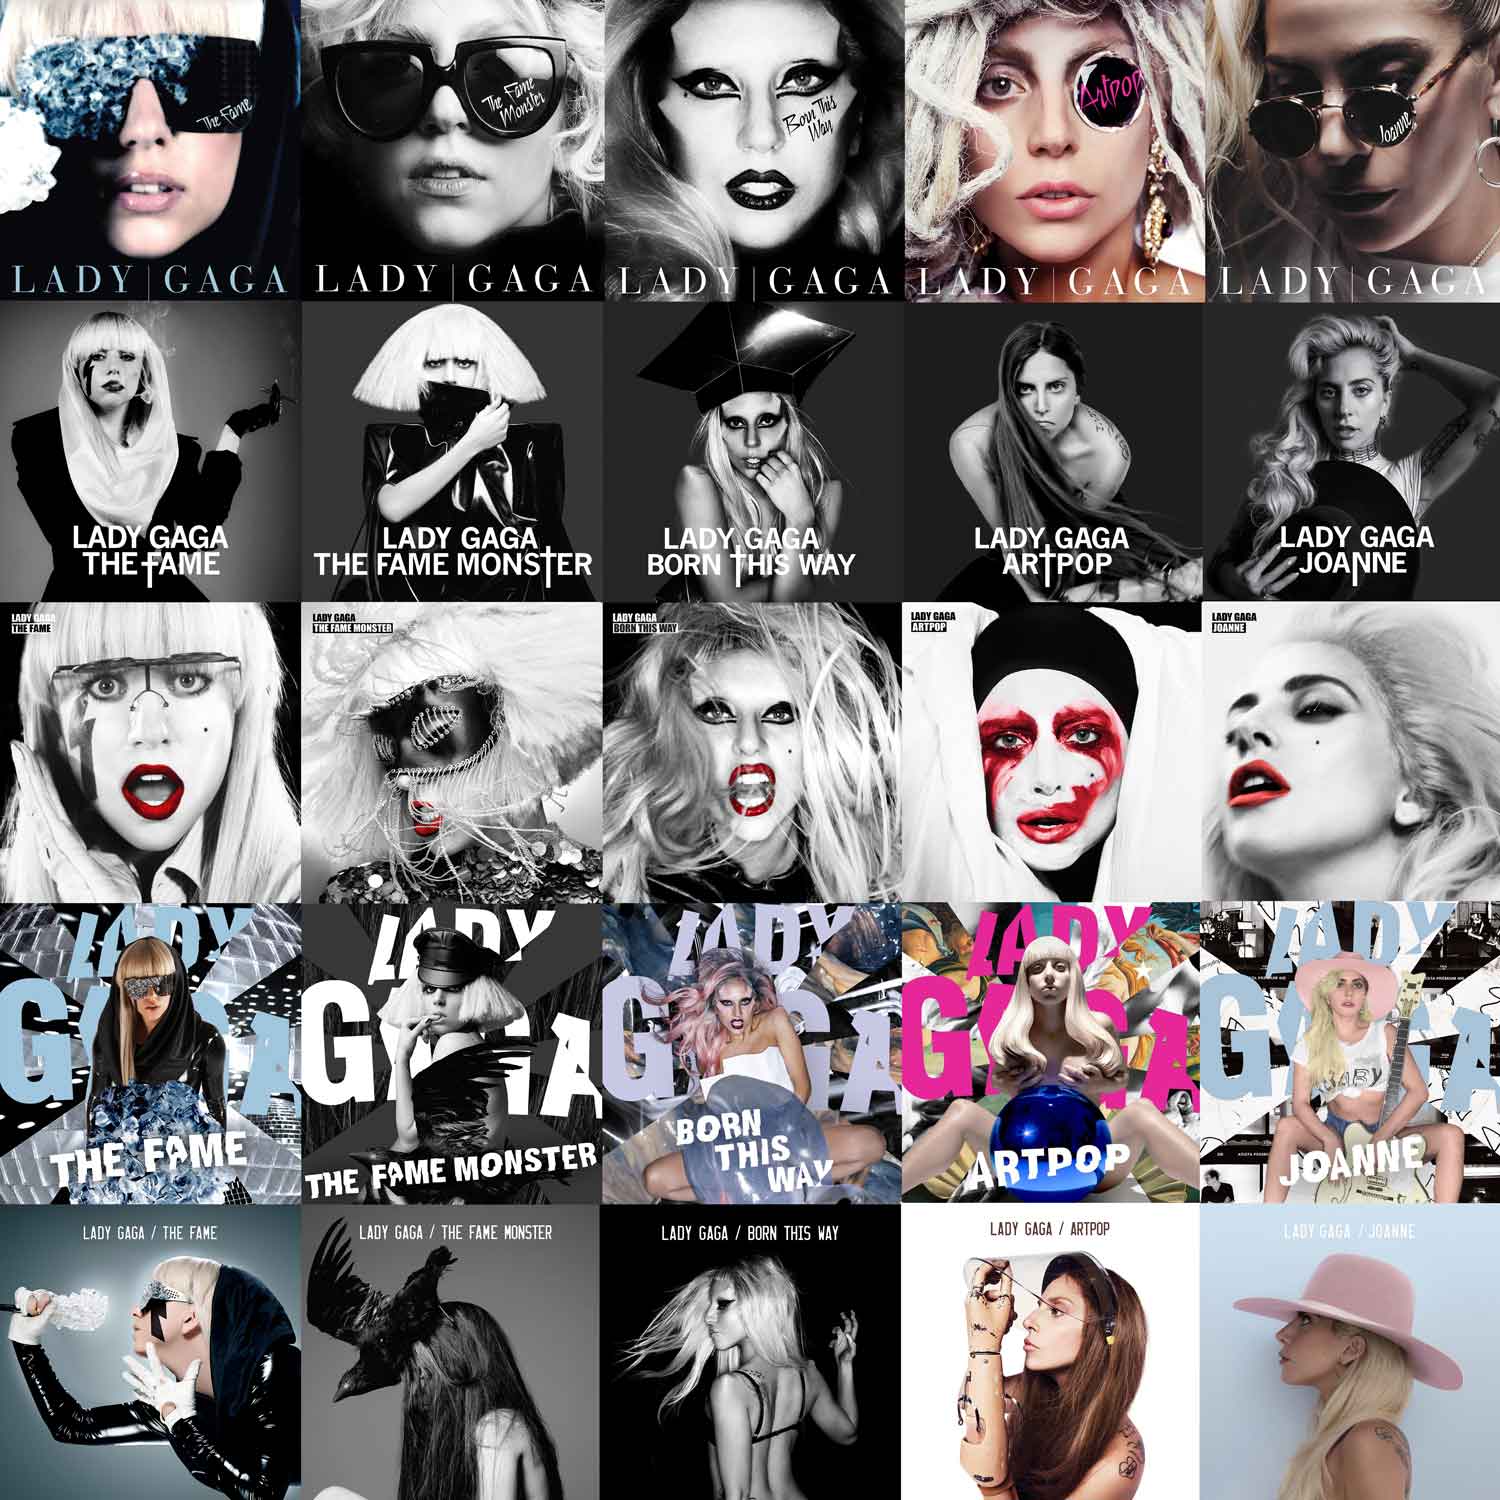 The Fame
LADY | GAGA
The Fame
Monster
LADY | GAGA
Born This
Way
LADY | GAGA
ARTPOP
LADY | GAGA
Joanne
LADY | GAGA
LADY GAGA
THE FAME
LADY GAGA
THE FAME MONSTER
LADY GAGA
BORN THIS WAY
LADY GAGA
ARTPOP
LADY GAGA
JOANNE
LADY GAGA
THE FAME
LADY GAGA
THE FAME MONSTER
LADY GAGA
BORN THIS WAY
LADY GAGA
ARTPOP
LADY GAGA
JOANNE
LADY
GAGA
THE FAME
LADY
GAGA
THE FAME MONSTER
LADY
GAGA
BORN
THIS
WAY
LADY
GAGA
ARTPOP
LADY
GAGA
JOANNE
LADY GAGA / THE FAME
LADY GAGA / THE FAME MONSTER
LADY GAGA / BORN THIS WAY
LADY GAGA / ARTPOP
LADY GAGA / JOANNE